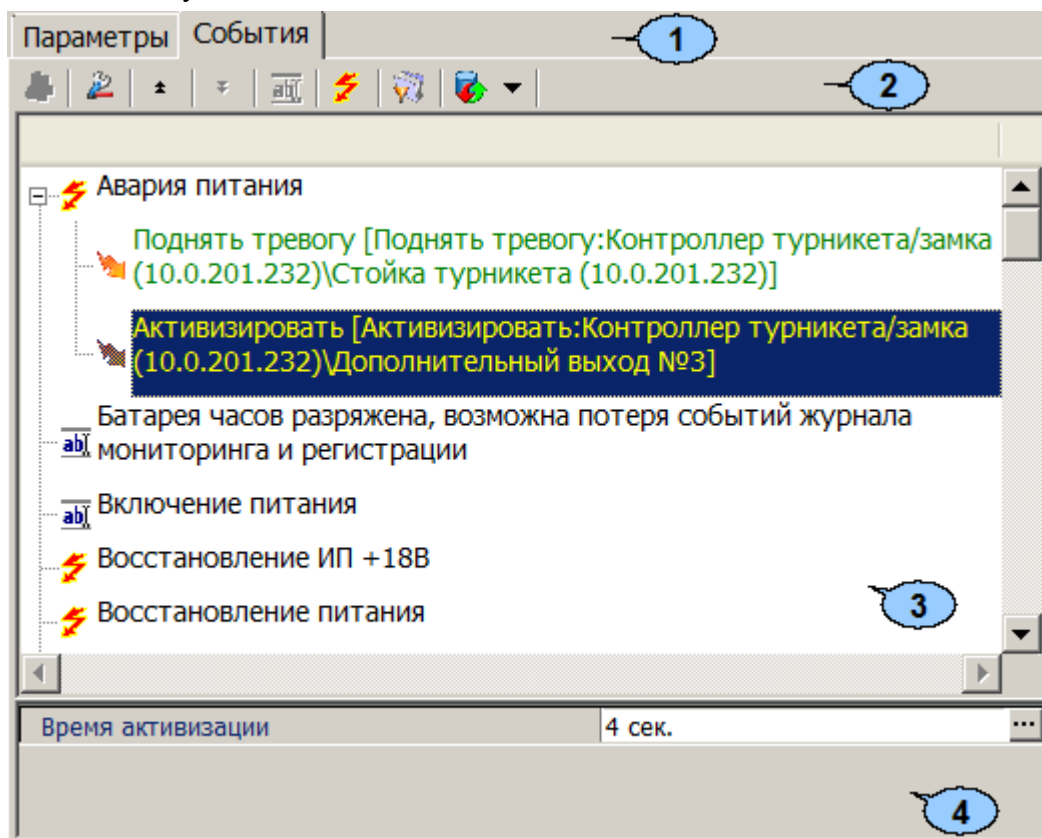 Параметры События 1
abI 2
Авария питания
Поднять тревогу [Поднять тревогу:Контроллер турникета/замка
(10.0.201.232)\Стойка турникета (10.0.201.232)]
Активизировать [Активизировать:Контроллер турникета/замка
(10.0.201.232)\Дополнительный выход №3]
Батарея часов разряжена, возможна потеря событий журнала
abI мониторинга и регистрации
abI Включение питания
Восстановление ИП +18В
3
Восстановление питания
Время активизации 4 сек. ...
4